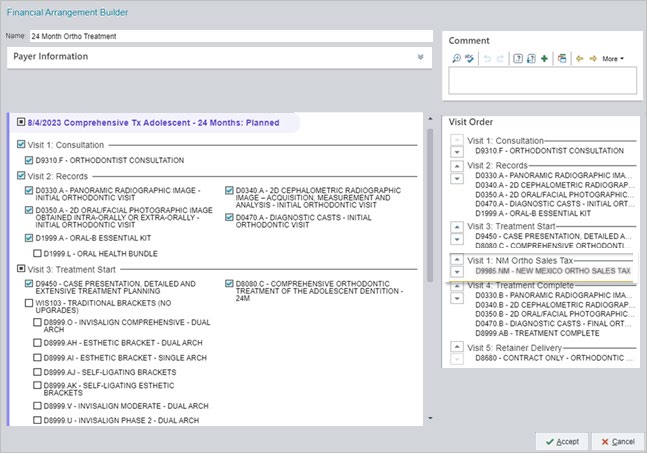 Financial Arrangement Builder
Name: 24 Month Ortho Treatment
Payer Information
Comment
More
8/4/2023 Comprehensive Tx Adolescent - 24 Months: Planned
Visit 1: Consultation
D9310.F - ORTHODONTIST CONSULTATION
Visit 2: Records
D0330.A - PANORAMIC RADIOGRAPHIC IMAGE -
INITIAL ORTHODONTIC VISIT
D0340.A - 2D CEPHALOMETRIC RADIOGRAPHIC
IMAGE – ACQUISITION, MEASUREMENT AND
ANALYSIS - INITIAL ORTHODONTIC VISIT
D0350.A - 2D ORAL/FACIAL PHOTOGRAPHIC
IMAGE OBTAINED INTRA-ORALLY OR EXTRA-ORALLY -
INITIAL ORTHODONTIC VISIT
D0470.A - DIAGNOSTIC CASTS - INITIAL
ORTHODONTIC VISIT
D1999.A - ORAL-B ESSENTIAL KIT
D1999.L - ORAL HEALTH BUNDLE
Visit 3: Treatment Start
D9450 - CASE PRESENTATION, DETAILED AND
EXTENSIVE TREATMENT PLANNING
D8080.C - COMPREHENSIVE ORTHODONTIC
TREATMENT OF THE ADOLESCENT DENTITION -
24M
WIS103 - TRADITIONAL BRACKETS (NO
UPGRADES)
D8999.O - INVISALIGN COMPREHENSIVE - DUAL
ARCH
D8999.AH - ESTHETIC BRACKET - DUAL ARCH
D8999.AI - ESTHETIC BRACKET - SINGLE ARCH
D8999.AJ - SELF-LIGATING BRACKETS
D8999.AK - SELF-LIGATING ESTHETIC
BRACKETS
D8999.V - INVISALIGN MODERATE - DUAL ARCH
D8999.U - INVISALIGN PHASE 2 - DUAL ARCH
Visit Order
Visit 1: Consultation
D9310.F - ORTHODONTIST CONSULTATION
Visit 2: Records
D0330.A - PANORAMIC RADIOGRAPHIC IMA...
D0340.A - 2D CEPHALOMETRIC RADIOGRAP...
D0350.A - 2D ORAL/FACIAL PHOTOGRAPHIC...
D0470.A - DIAGNOSTIC CASTS - INITIAL ORT...
D1999.A - ORAL-B ESSENTIAL KIT
Visit 3: Treatment Start
D9450 - CASE PRESENTATION, DETAILED A...
D8080.C - COMPREHENSIVE ORTHODONTI...
Visit 1: NM Ortho Sales Tax
D9985.NM - NEW MEXICO ORTHO SALES TAX
Visit 4: Treatment Complete
D0330.B - PANORAMIC RADIOGRAPHIC IMA...
D0340.B - 2D CEPHALOMETRIC RADIOGRAP...
D0350.B - 2D ORAL/FACIAL PHOTOGRAPHIC...
D0470.B - DIAGNOSTIC CASTS - FINAL ORT...
D8999.AB - TREATMENT COMPLETE
Visit 5: Retainer Delivery
D8680 - CONTRACT ONLY - ORTHODONTIC ...
Accept
Cancel